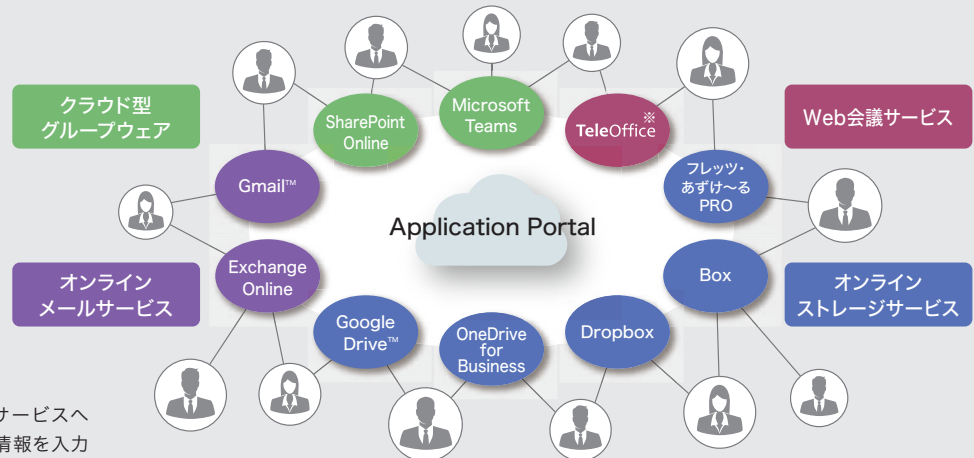 クラウド型
グループウェア
SharePoint
Online
Microsoft
Teams
※
TeleOffice
Web会議サービス
Gmail™
フレッツ・
あずけ～る
PRO
Application Portal
オンライン
メールサービス
Exchange
Online
Box
オンライン
ストレージサービス
Google
Drive™
OneDrive
for
Business
Dropbox
サービスへ
情報を入力